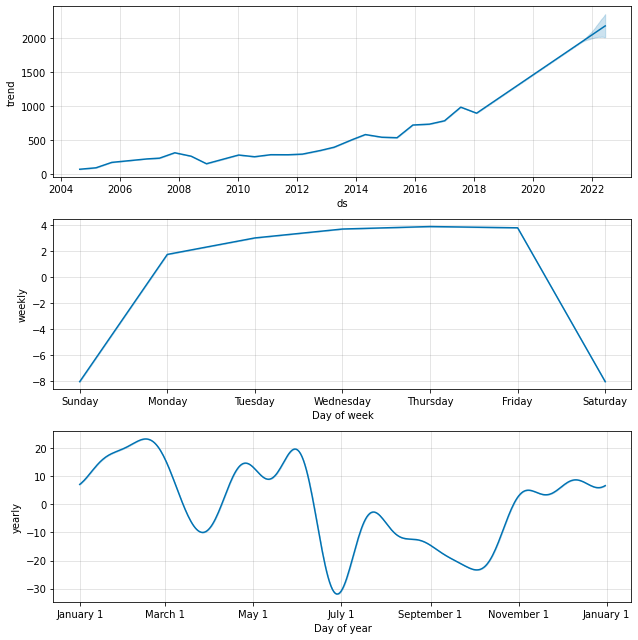 2000
1500
1000
500
0
trend
2004 2006 2008 2010 2012 2014 2016 2018 2020 2022
ds
4
2
0
−2
−4
−6
−8
weekly
Sunday Monday Tuesday Wednesday Thursday Friday Saturday
Day of week
20
10
0
−10
−20
−30
yearly
January 1 March 1 May 1 July 1 September 1 November 1 January 1
Day of year